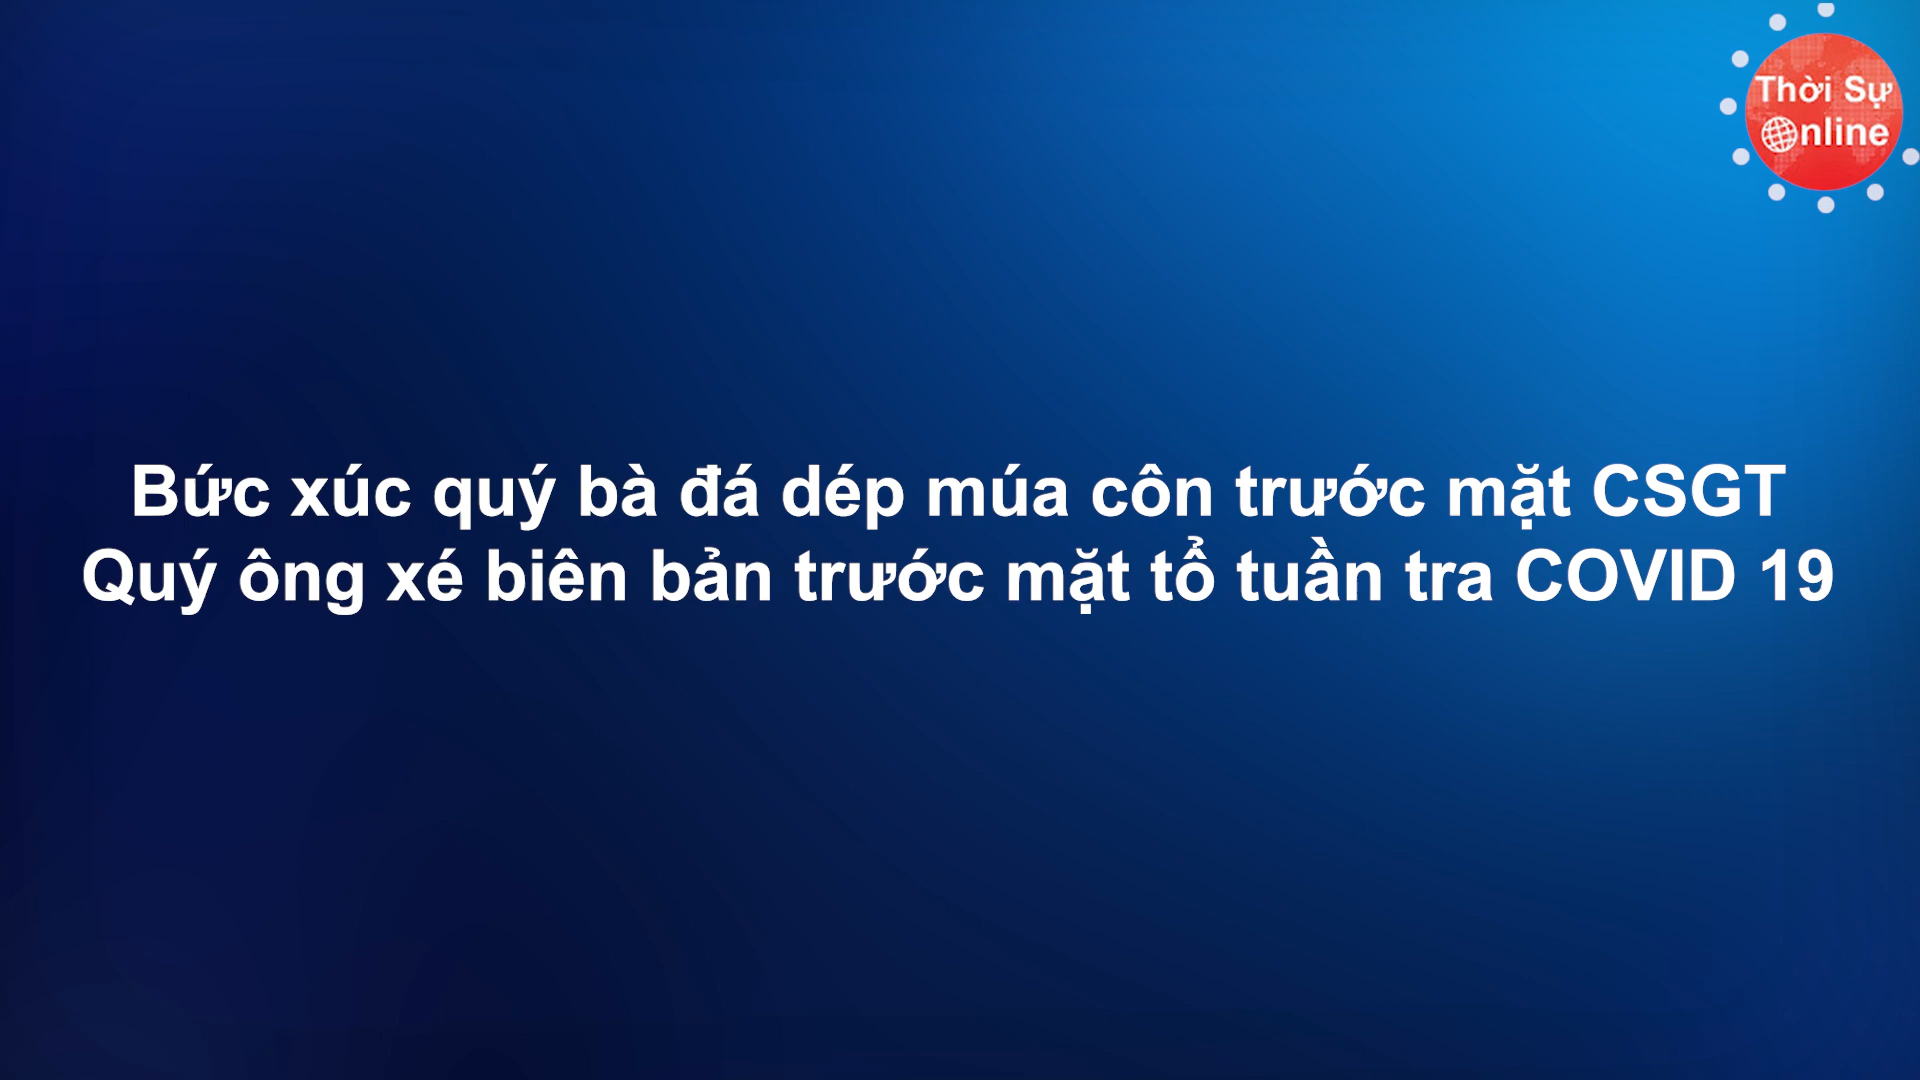 Thời Sự
Online
Bức xúc quý bà đá dép múa côn trước mặt CSGT
Quý ông xé biên bản trước mặt tổ tuần tra COVID 19